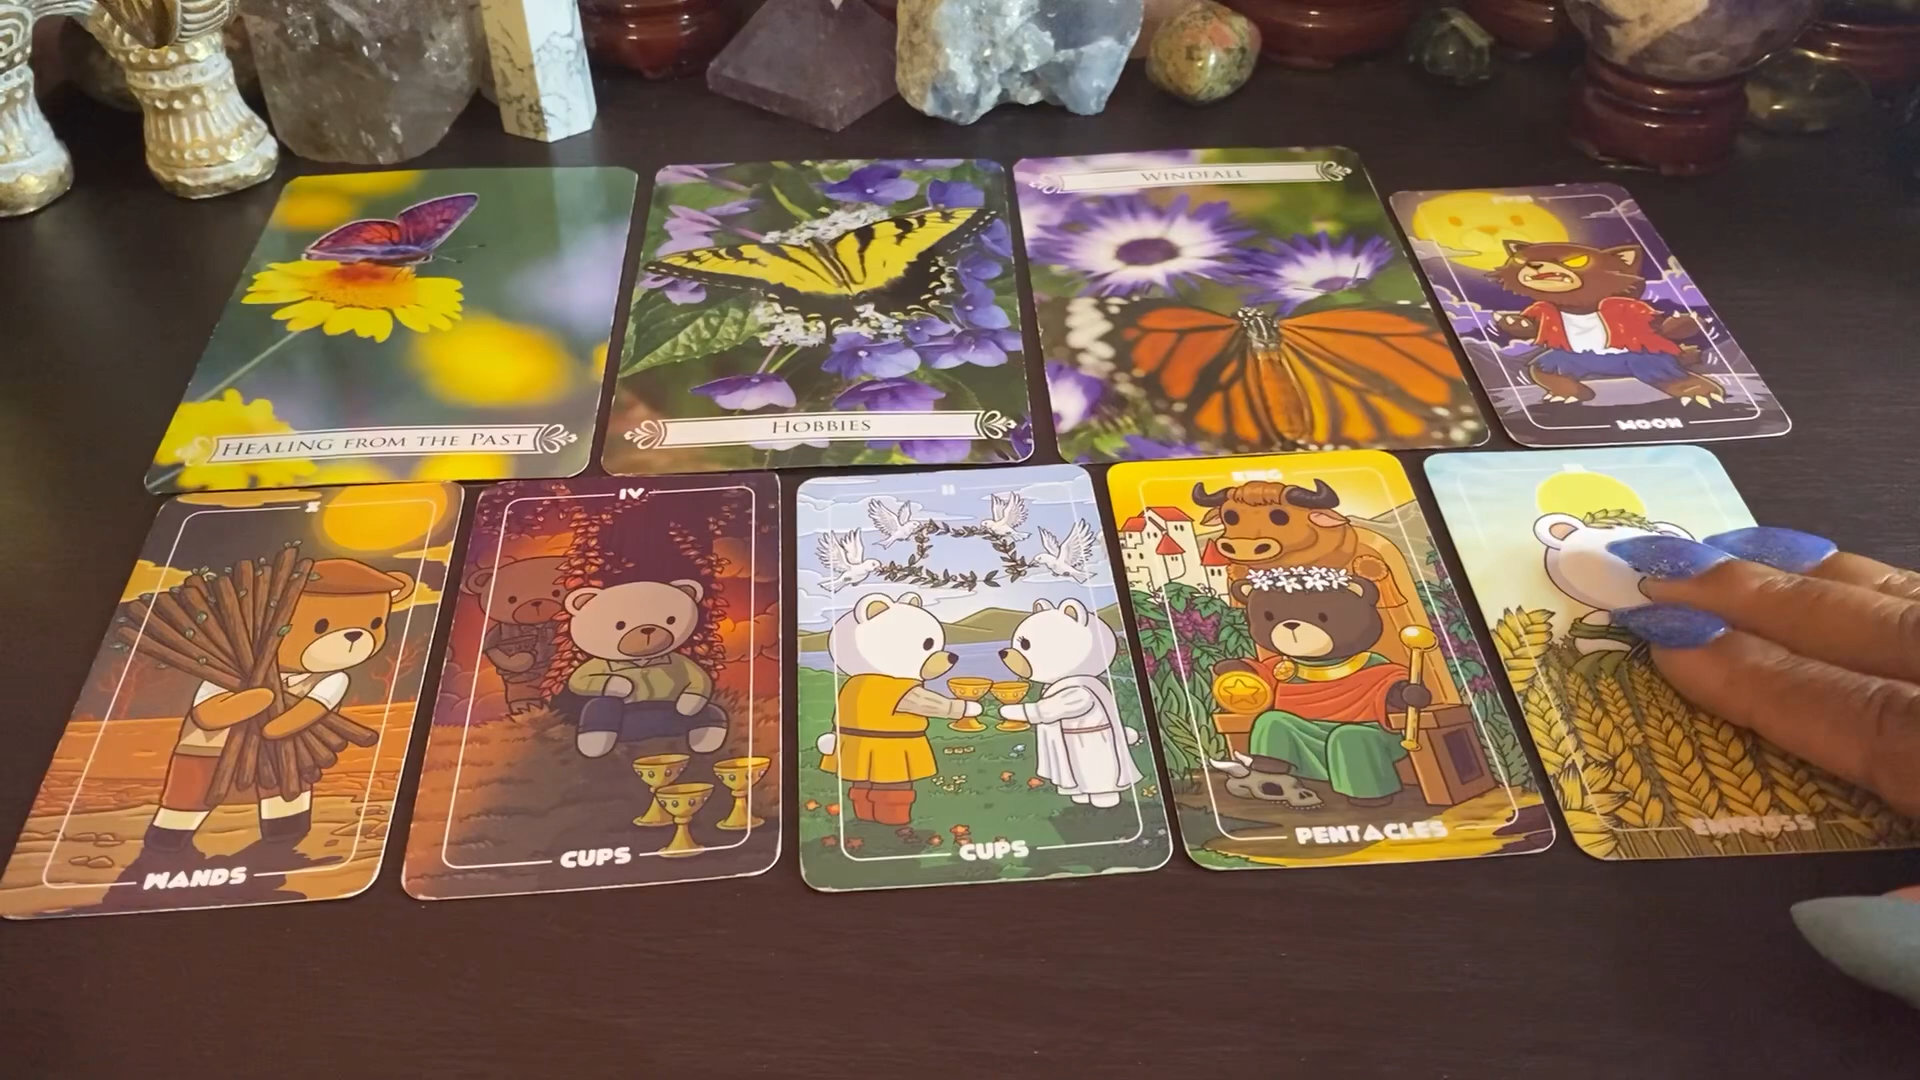 HEALING FROM THE PAST
HOBBIES
WINDFALL
MOON
X
WANDS
IV
CUPS
II
CUPS
KING
PENTACLES
EMPRESS